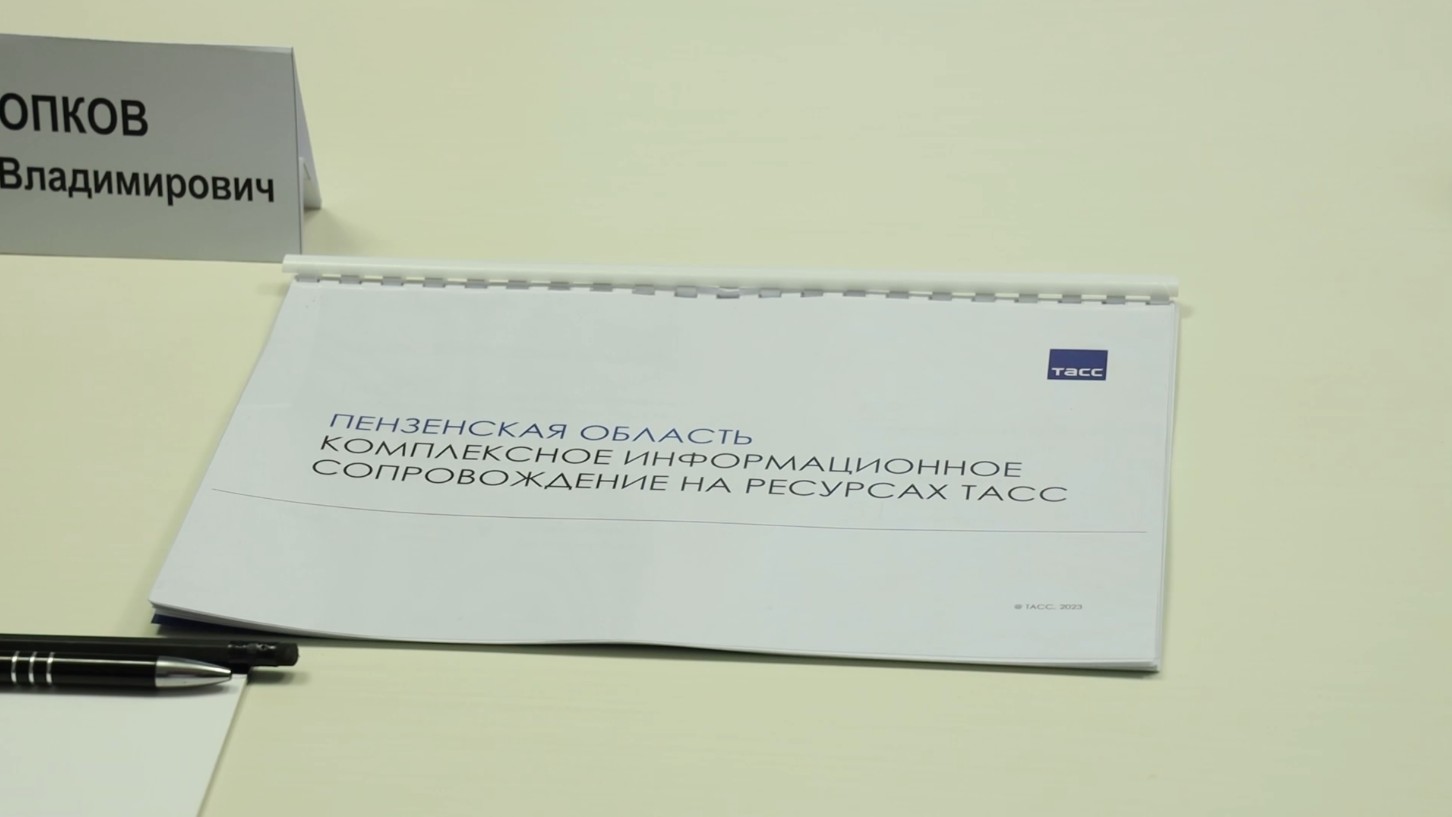 ОПКОВ
Владимирович
тасс
ПЕНЗЕНСКАЯ ОБЛАСТЬ
КОМПЛЕКСНОЕ ИНФОРМАЦИОННОЕ
СОПРОВОЖДЕНИЕ НА РЕСУРСАХ ТАСС
© ТАСС, 2023